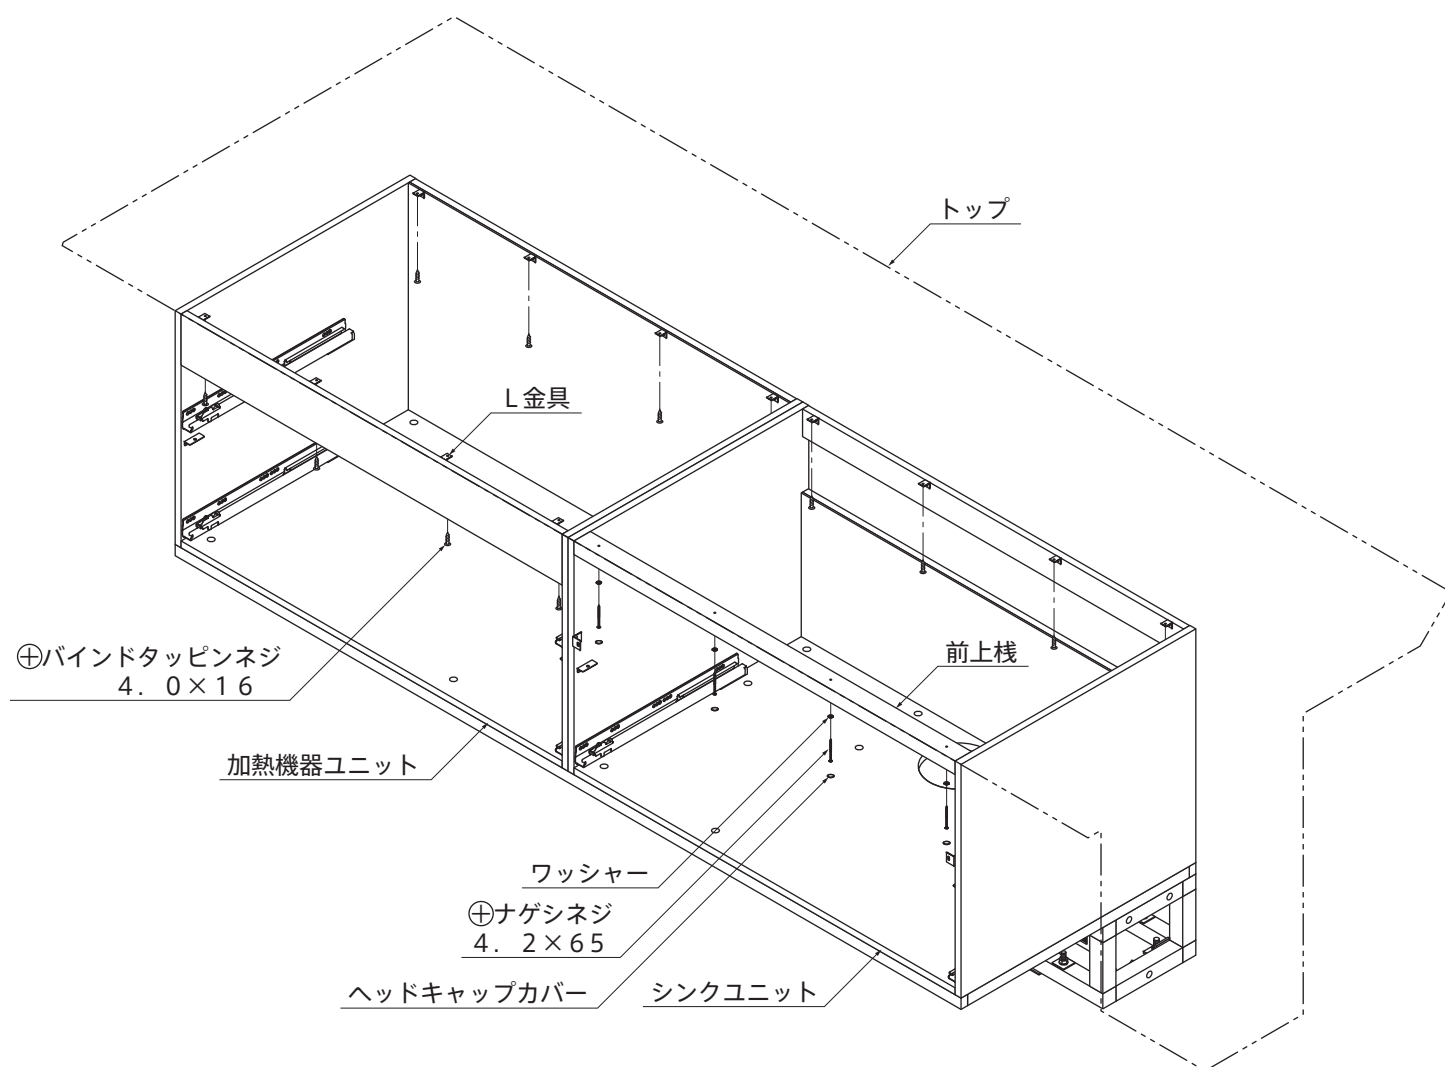 トップ
L金具
⊕バインドタッピンネジ
4．0×16
前上桟
加熱機器ユニット
ワッシャー
⊕ナゲシネジ
4．2×65
ヘッドキャップカバー
シンクユニット